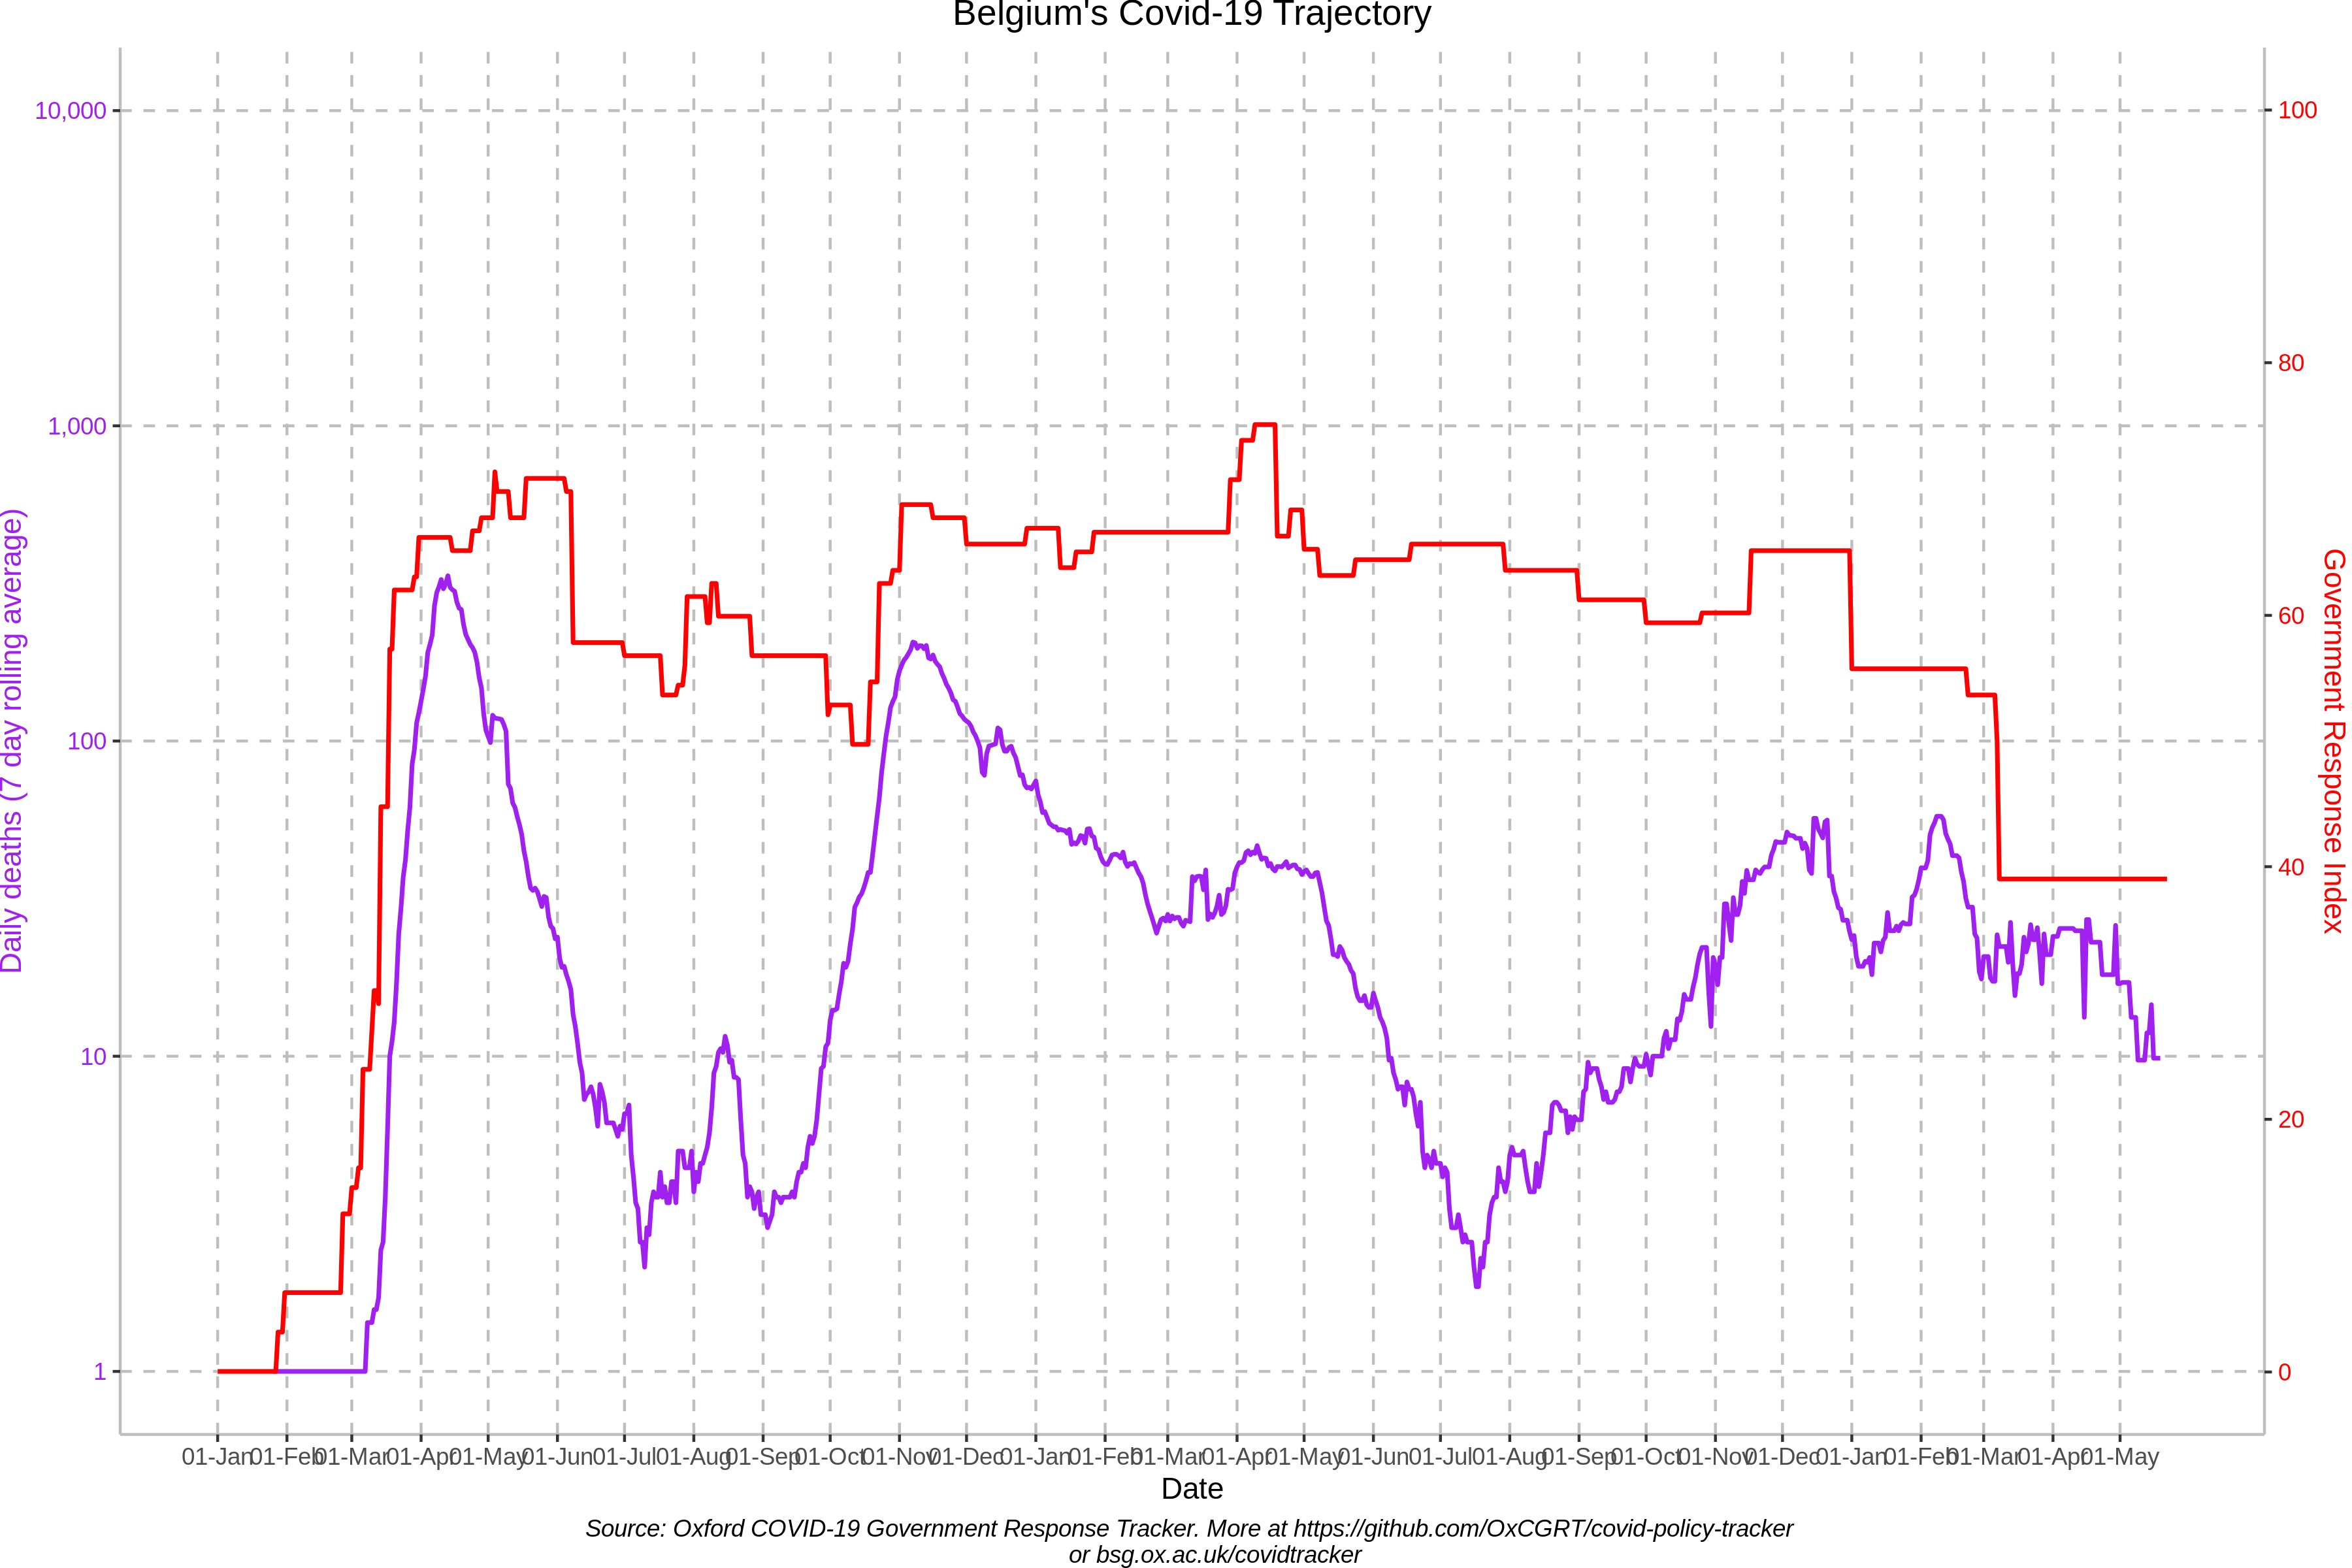 Belgium's Covid-19 Trajectory
10,000
1,000
100
10
1
Daily deaths (7 day rolling average)
100
80
60
40
20
0
Government Response Index
01-Jan 01-Feb 01-Mar 01-Apr 01-May 01-Jun 01-Jul 01-Aug 01-Sep 01-Oct 01-Nov 01-Dec 01-Jan 01-Feb 01-Mar 01-Apr 01-May 01-Jun 01-Jul 01-Aug 01-Sep 01-Oct 01-Nov 01-Dec 01-Jan 01-Feb 01-Mar 01-Apr 01-May
Date
Source: Oxford COVID-19 Government Response Tracker. More at https://github.com/OxCGRT/covid-policy-tracker
or bsg.ox.ac.uk/covidtracker